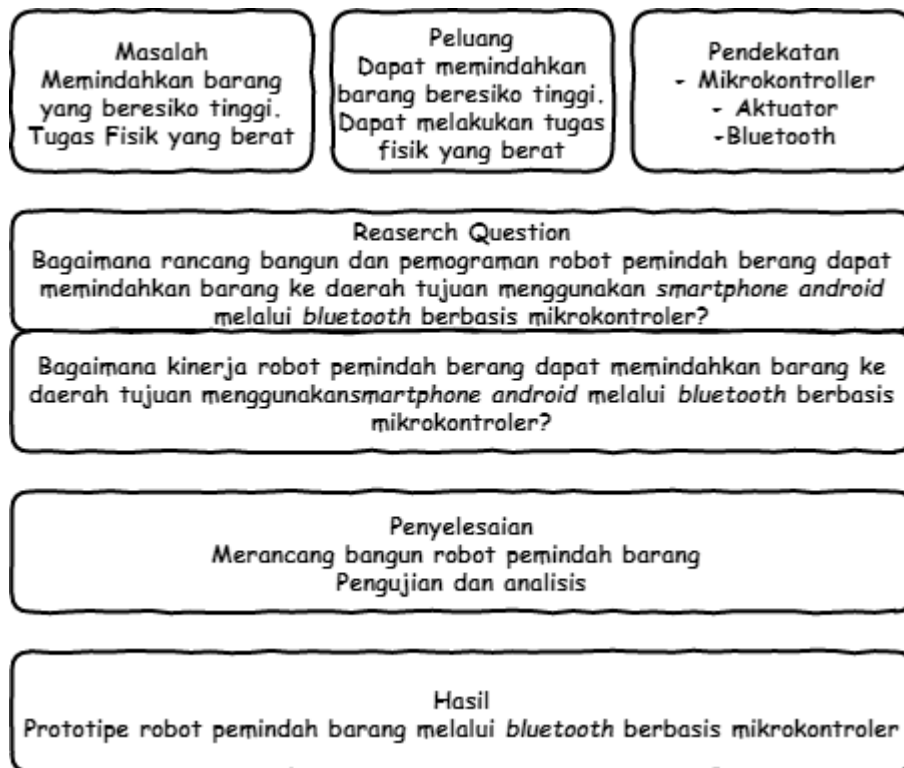 Masalah
Memindahkan barang
yang beresiko tinggi.
Tugas Fisik yang berat
Peluang
Dapat memindahkan
barang beresiko tinggi.
Dapat melakukan tugas
fisik yang berat
Pendekatan
- Mikrokontroller
- Aktuator
-Bluetooth
Reaserch Question
Bagaimana rancang bangun dan pemograman robot pemindah berang dapat
memindahkan barang ke daerah tujuan menggunakan smartphone android
melalui bluetooth berbasis mikrokontroler?
Bagaimana kinerja robot pemindah berang dapat memindahkan barang ke
daerah tujuan menggunakansmartphone android melalui bluetooth berbasis
mikrokontroler?
Penyelesaian
Merancang bangun robot pemindah barang
Pengujian dan analisis
Hasil
Prototipe robot pemindah barang melalui bluetooth berbasis mikrokontroler